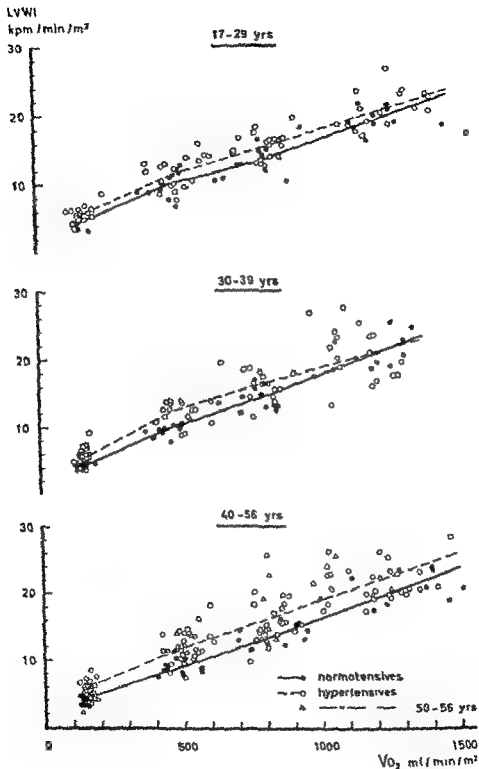 LVWI
kpm/min/m²
17-29 yrs
30
20
10
30-39 yrs
30
20
10
40-56 yrs
30
20
10
normotensives
hypertensives
50-56 yrs
0 500 1000 1500
Vo₂ ml/min/m²